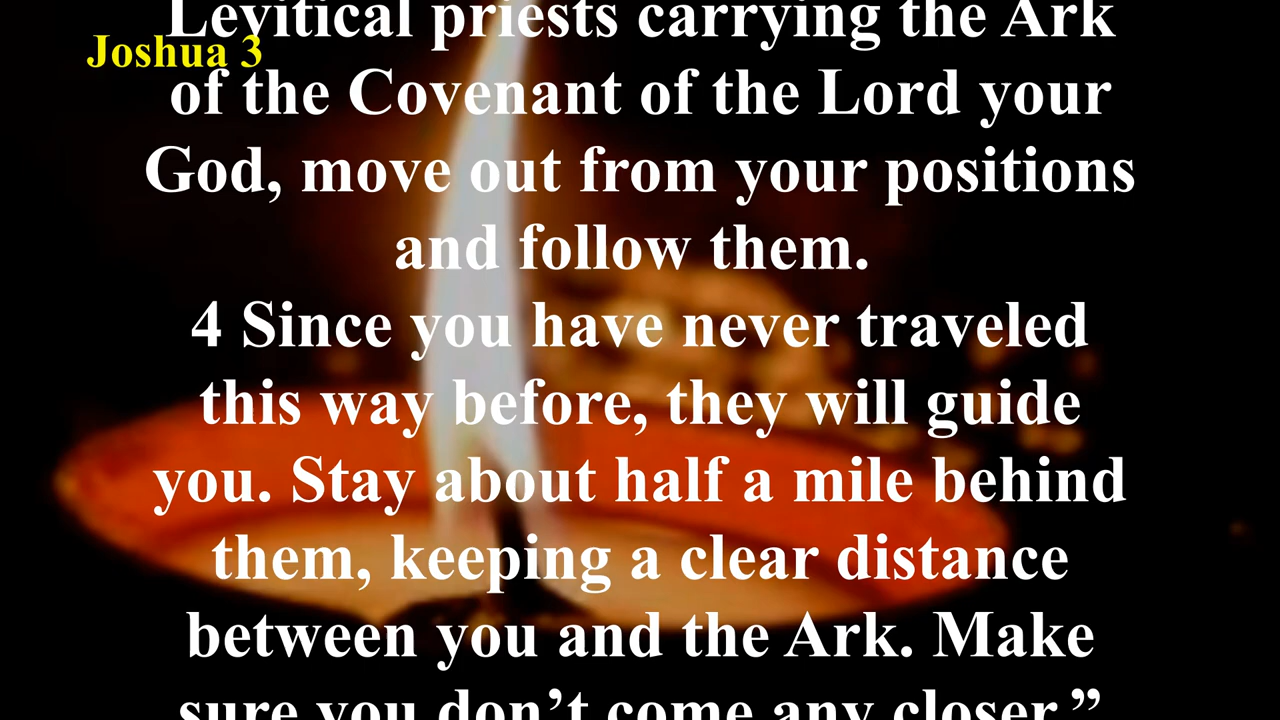 Levitical priests carrying the Ark
Joshua 3
of the Covenant of the Lord your
God, move out from your positions
and follow them.
4 Since you have never traveled
this way before, they will guide
you. Stay about half a mile behind
them, keeping a clear distance
between you and the Ark. Make
sure you don’t come any closer.”